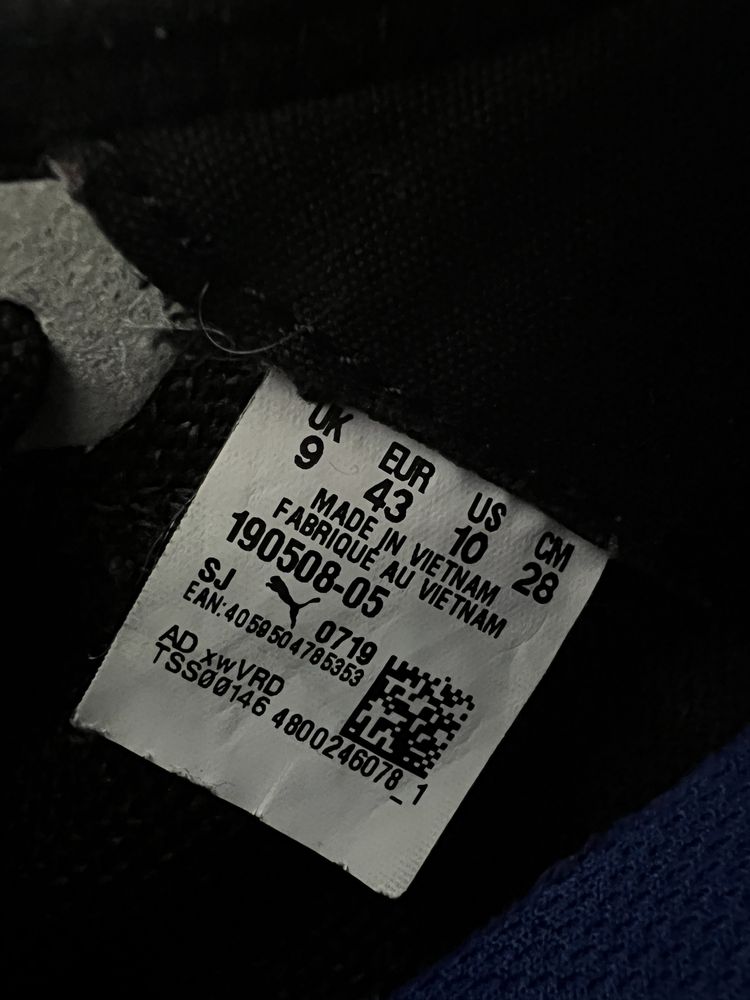 UK EUR US CM
9 43 10 28
MADE IN VIETNAM
FABRIQUE AU VIETNAM
190508-05
SJ 0719
EAN:4059504785353
AD xwVRD
TSS00146 4800246078_1